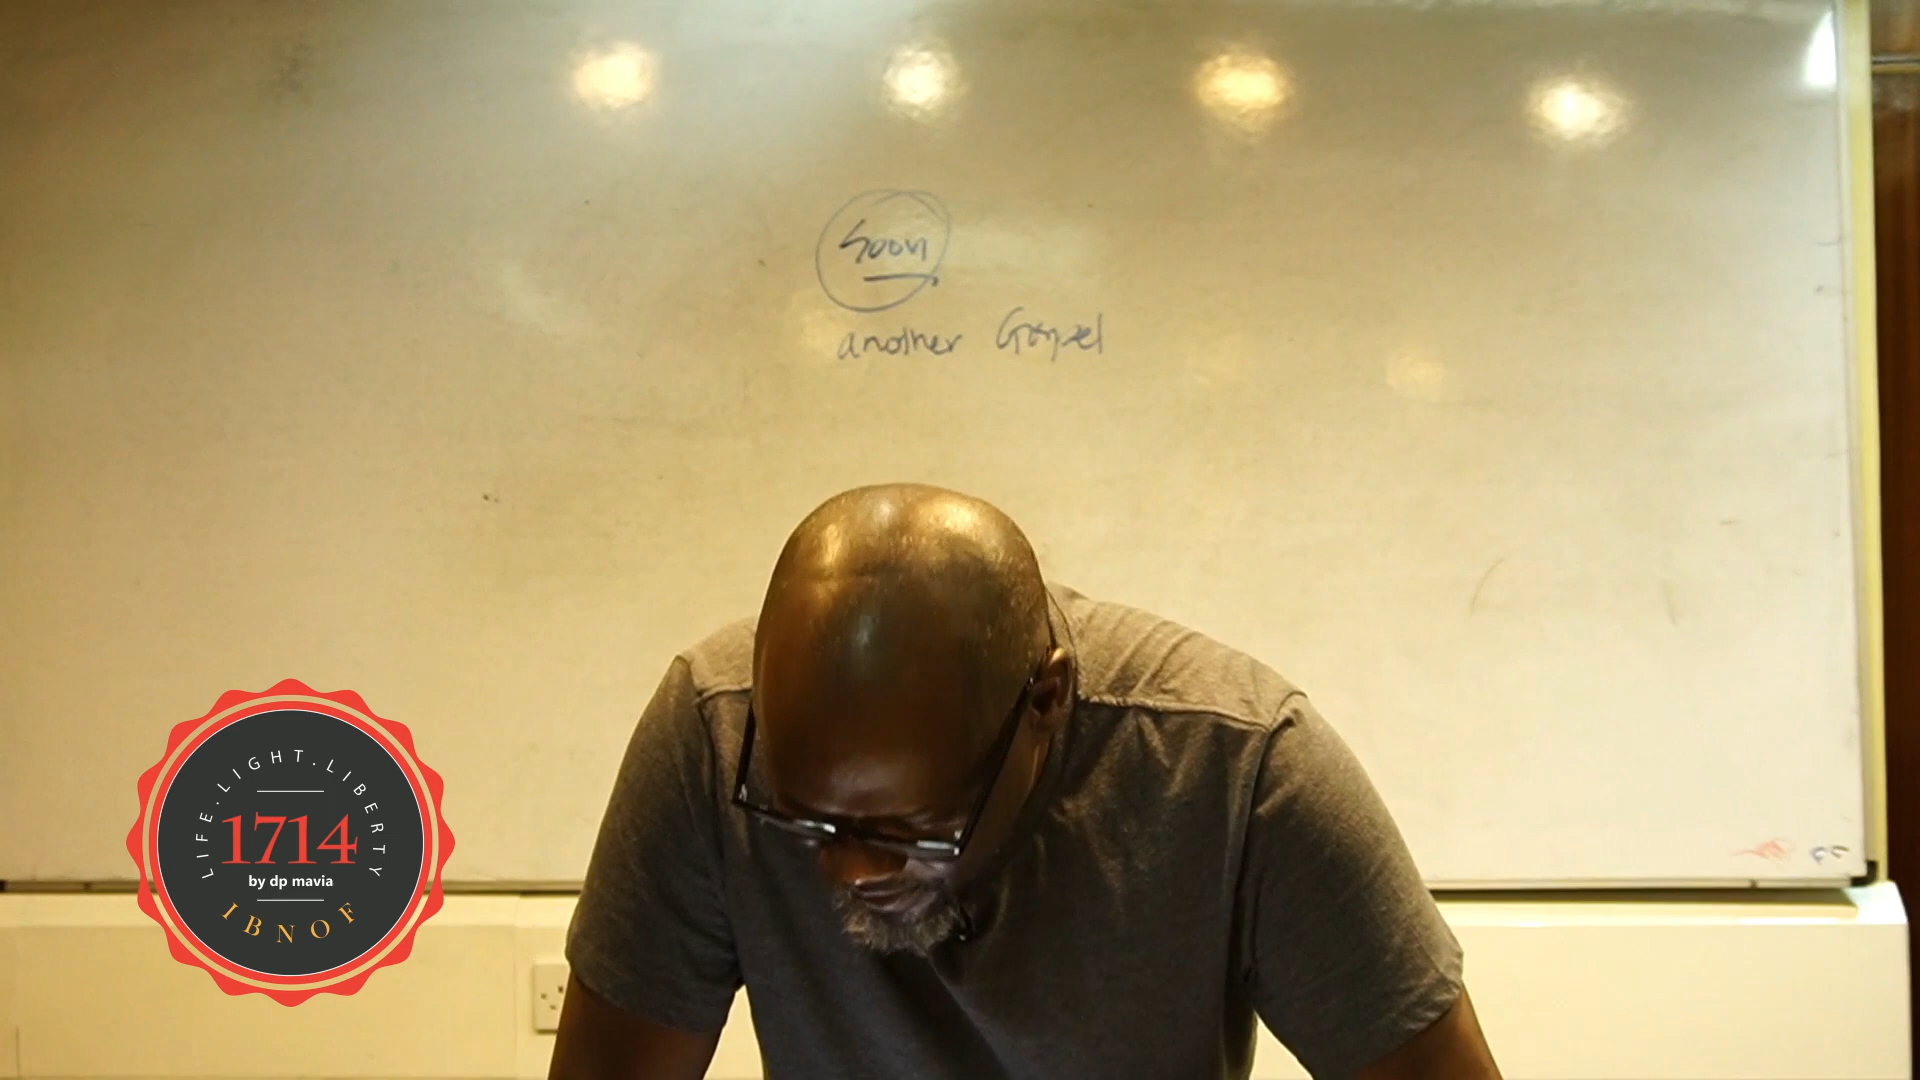 Soon
another Gospel
LIFE.LIGHT.LIBERTY
1714
by dp mavia
IBNOF